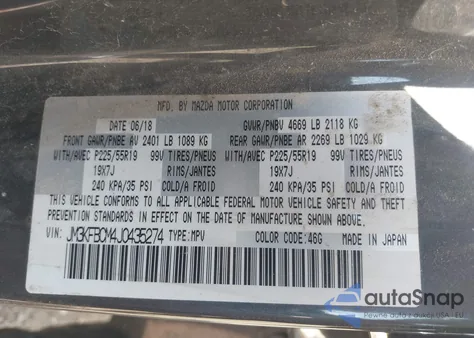 MFD. BY MAZDA MOTOR CORPORATION
DATE 06/18 GVWR/PNBV 4669 LB 2118 KG
FRONT GAWR/PNBE AV 2401 LB 1089 KG REAR GAWR/PNBE AR 2269 LB 1029 KG
WITH/AVEC P225/55R19 99V TIRES/PNEUS WITH/AVEC P225/55R19 99V TIRES/PNEUS
19X7J RIMS/JANTES 19X7J RIMS/JANTES
240 KPA/35 PSI COLD/A FROID 240 KPA/35 PSI COLD/A FROID
THIS VEHICLE CONFORMS TO ALL APPLICABLE FEDERAL MOTOR VEHICLE SAFETY AND THEFT
PREVENTION STANDARDS IN EFFECT ON THE DATE OF MANUFACTURE SHOWN ABOVE.
VIN: JM3KFBCM4J0435274 TYPE:MPV COLOR CODE:46G MADE IN JAPAN
autoSnap
Pewne auto z aukcji USA i EU